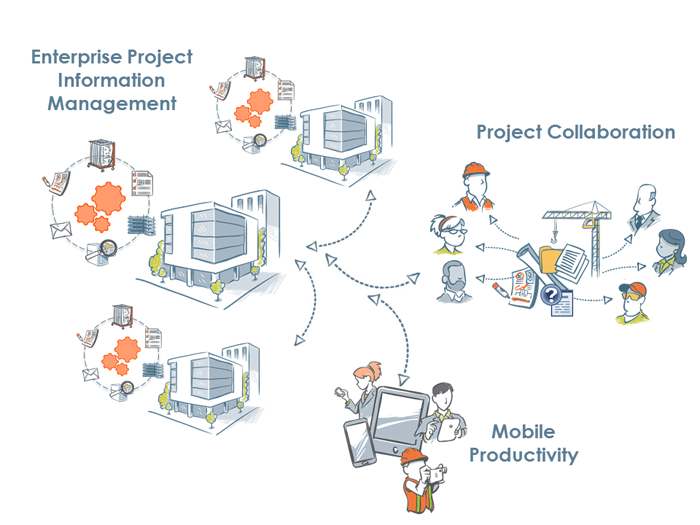 Enterprise Project
Information
Management
Project Collaboration
Mobile
Productivity